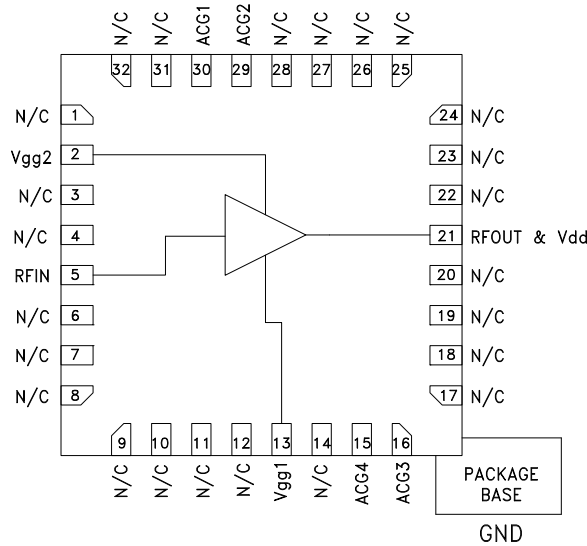 N/C
N/C
ACG1
ACG2
N/C
N/C
N/C
N/C
32
31
30
29
28
27
26
25
N/C 1
Vgg2 2
N/C 3
N/C 4
RFIN 5
N/C 6
N/C 7
N/C 8
24 N/C
23 N/C
22 N/C
21 RFOUT & Vdd
20 N/C
19 N/C
18 N/C
17 N/C
9
10
11
12
13
14
15
16
N/C
N/C
N/C
N/C
Vgg1
N/C
ACG4
ACG3
PACKAGE
BASE
GND